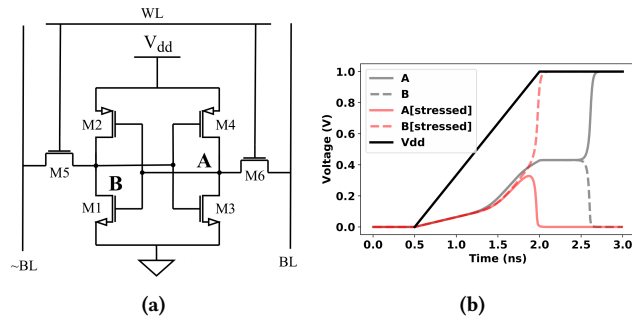 WL
V_dd
M2
M4
A
M5
B
M6
M1
M3
~BL
BL
(a)
A
B
A[stressed]
B[stressed]
Vdd
Voltage (V)
1.0
0.8
0.6
0.4
0.2
0.0
0.0 0.5 1.0 1.5 2.0 2.5 3.0
Time (ns)
(b)